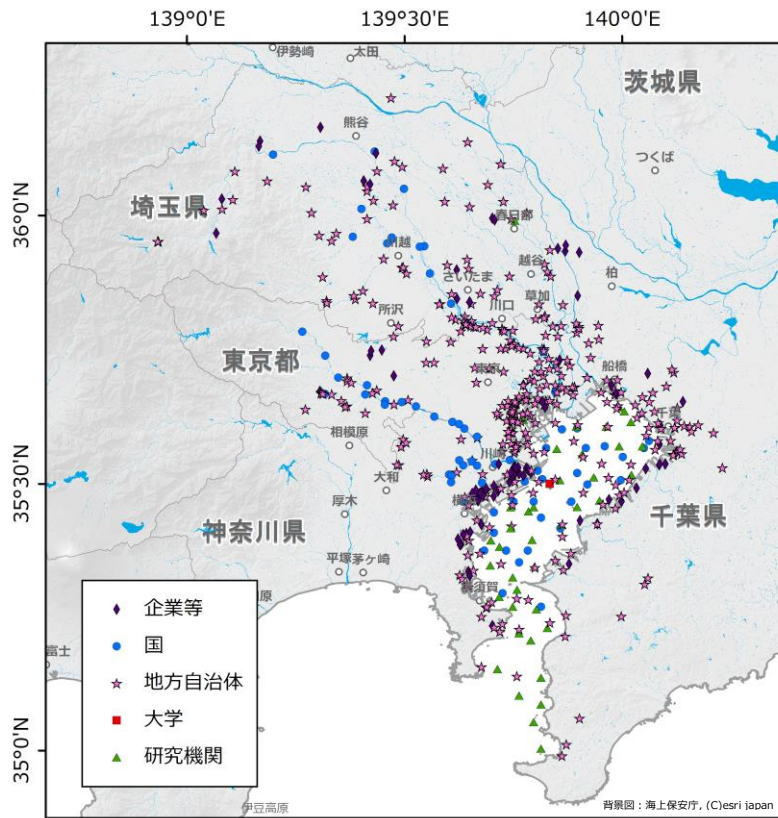 139°0'E 139°30'E 140°0'E
36°0'N
35°30'N
35°0'N
伊勢崎
太田
茨城県
熊谷
つくば
埼玉県
春日部
川越
越谷
さいたま
柏
草加
川口
所沢
東京都
東京
船橋
千葉
相模原
川崎
大和
厚木
神奈川県
千葉県
平塚
茅ヶ崎
富士
企業等
国
地方自治体
大学
研究機関
伊豆高原
背景図：海上保安庁, (C)esri japan